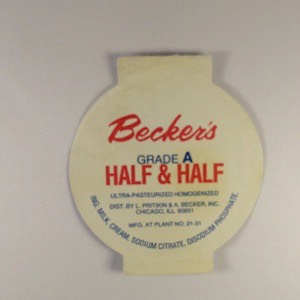 Becker's
GRADE A
HALF & HALF
ULTRA-PASTEURIZED HOMOGENIZED
DIST. BY L. PRITIKIN & A. BECKER, INC.
CHICAGO, ILL. 60651
MFG. AT PLANT NO. 21-31
ING. MILK, CREAM, SODIUM CITRATE, DISODIUM PHOSPHATE.